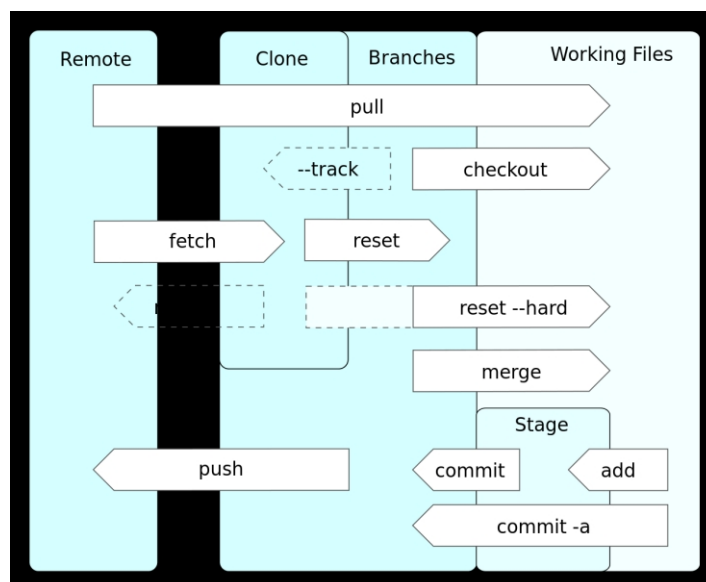 Remote
Clone
Branches
Working Files
pull
--track
checkout
fetch
reset
reset --hard
merge
Stage
push
commit
add
commit -a